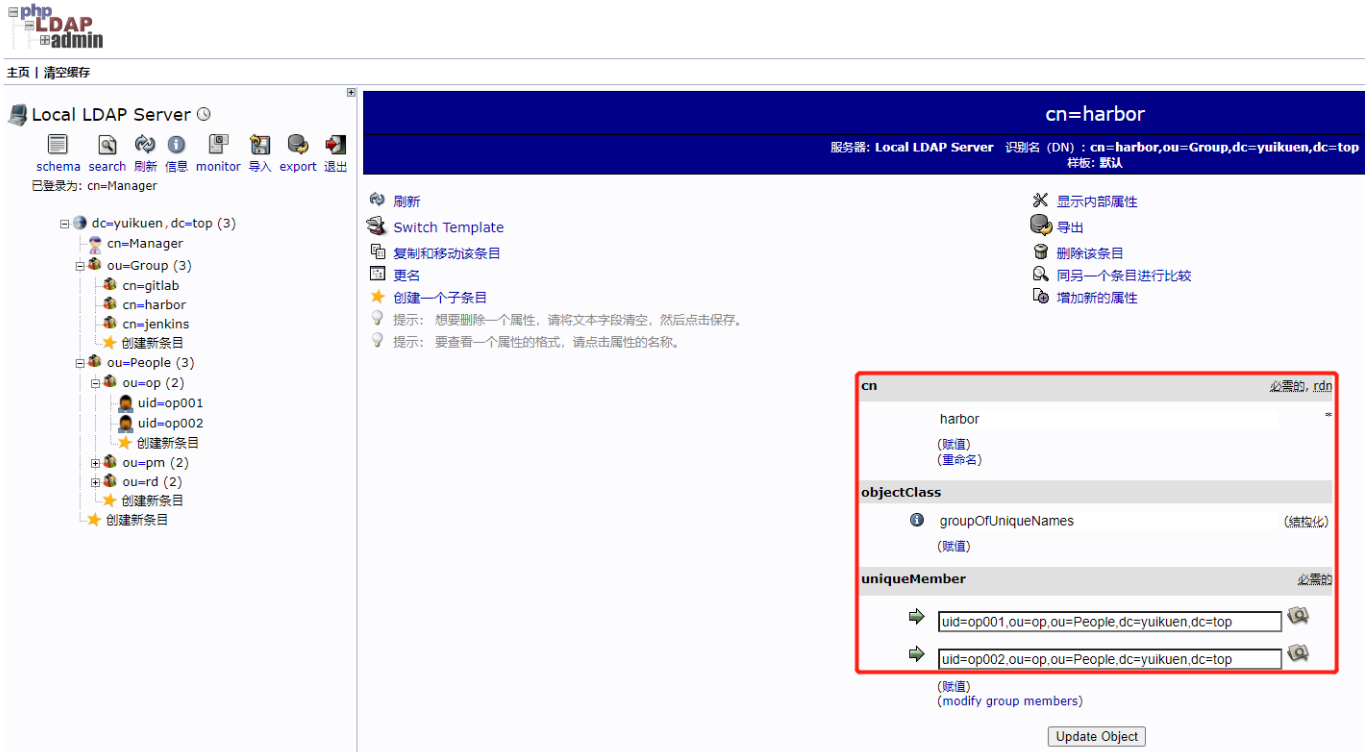 php
LDAP
admin
主页 | 清空缓存
Local LDAP Server
schema search 刷新 信息 monitor 导入 export 退出
已登录为: cn=Manager
dc=yuikuen,dc=top (3)
cn=Manager
ou=Group (3)
cn=gitlab
cn=harbor
cn=jenkins
创建新条目
ou=People (3)
ou=op (2)
uid=op001
uid=op002
创建新条目
ou=pm (2)
ou=rd (2)
创建新条目
创建新条目
cn=harbor
服务器: Local LDAP Server 识别名 (DN) : cn=harbor,ou=Group,dc=yuikuen,dc=top
样板: 默认
刷新
Switch Template
复制和移动该条目
更名
创建一个子条目
提示: 想要删除一个属性，请将文本字段清空，然后点击保存。
提示: 要查看一个属性的格式，请点击属性的名称。
显示内部属性
导出
删除该条目
同另一个条目进行比较
增加新的属性
cn 必需的, rdn
harbor *
(赋值)
(重命名)
objectClass
groupOfUniqueNames (结构化)
(赋值)
uniqueMember 必需的
uid=op001,ou=op,ou=People,dc=yuikuen,dc=top
uid=op002,ou=op,ou=People,dc=yuikuen,dc=top
(赋值)
(modify group members)
Update Object